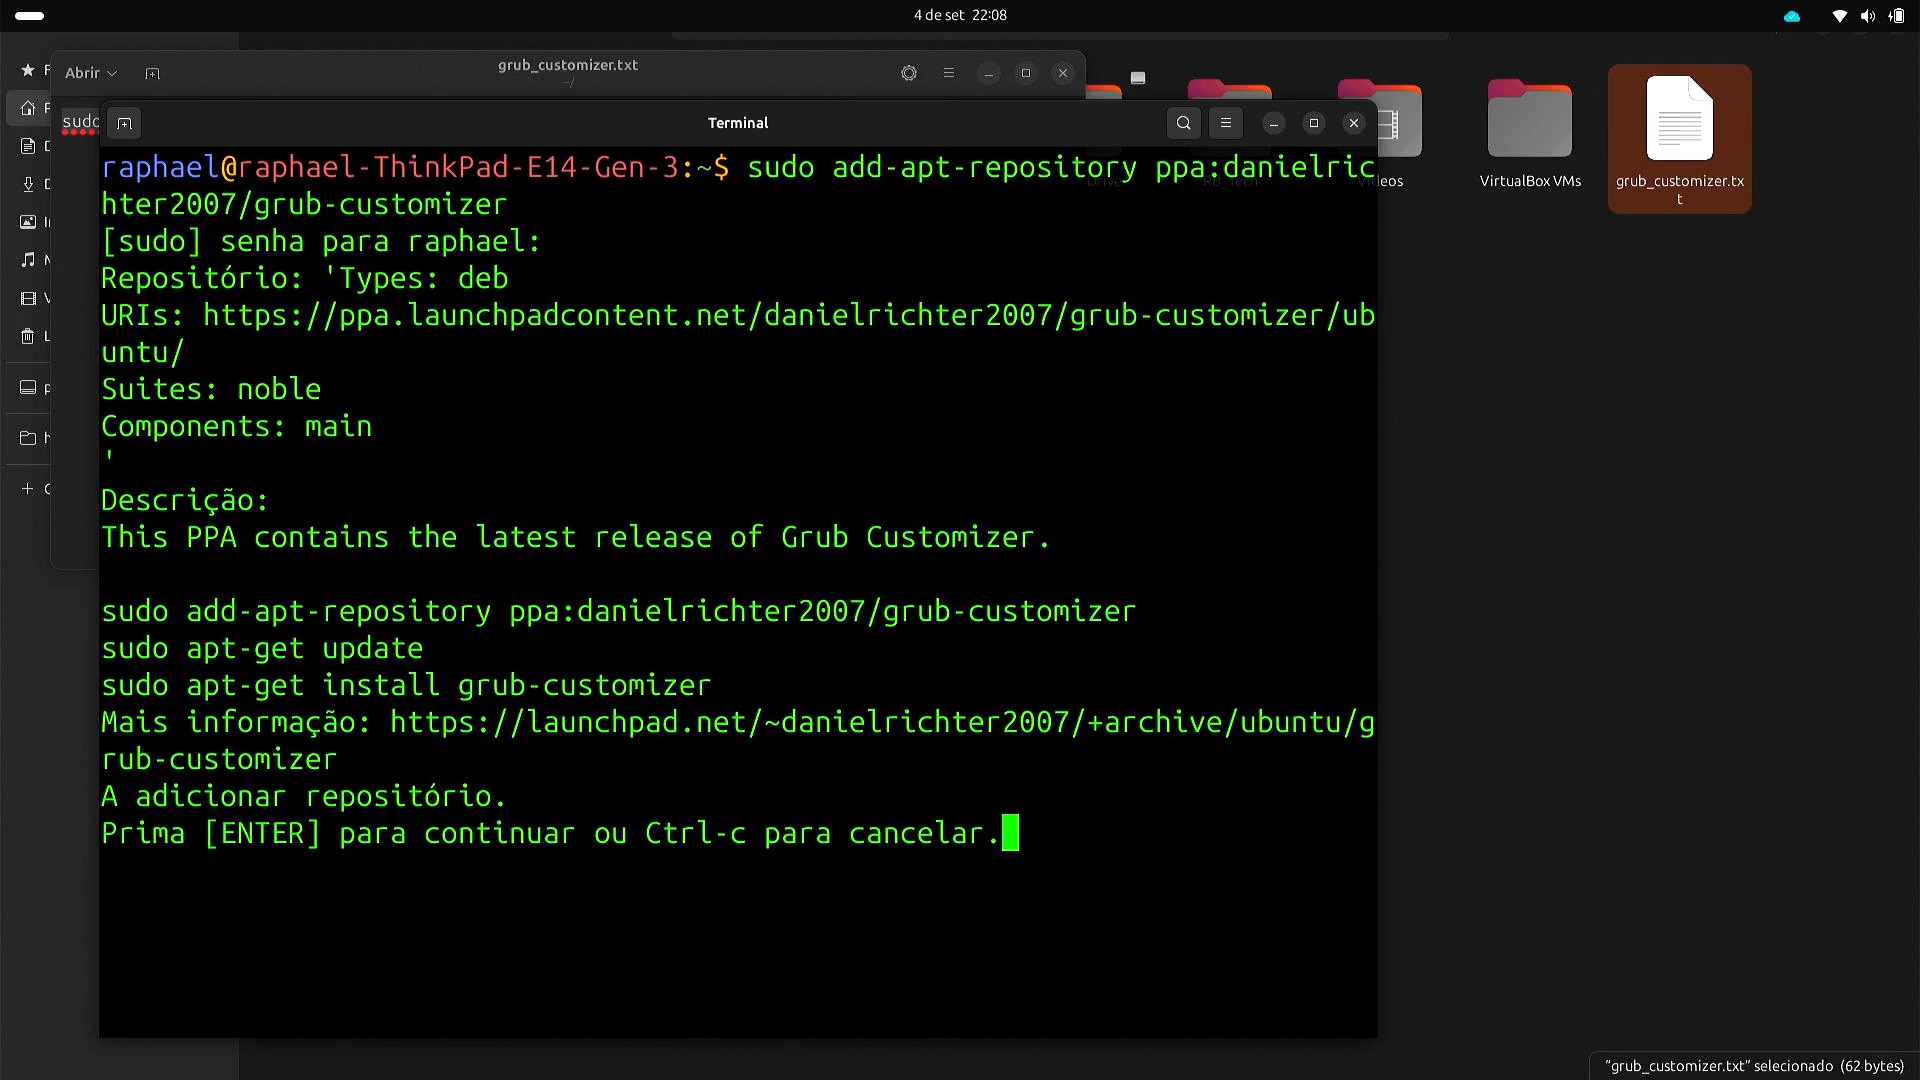 4 de set 22:08
Abrir
grub_customizer.txt
~/
sudo
Terminal
raphael@raphael-ThinkPad-E14-Gen-3:~$ sudo add-apt-repository ppa:danielric
hter2007/grub-customizer
[sudo] senha para raphael:
Repositório: 'Types: deb
URIs: https://ppa.launchpadcontent.net/danielrichter2007/grub-customizer/ub
untu/
Suites: noble
Components: main
'
Descrição:
This PPA contains the latest release of Grub Customizer.
sudo add-apt-repository ppa:danielrichter2007/grub-customizer
sudo apt-get update
sudo apt-get install grub-customizer
Mais informação: https://launchpad.net/~danielrichter2007/+archive/ubuntu/g
rub-customizer
A adicionar repositório.
Prima [ENTER] para continuar ou Ctrl-c para cancelar.
VirtualBox VMs
grub_customizer.tx
t
"grub_customizer.txt" selecionado (62 bytes)